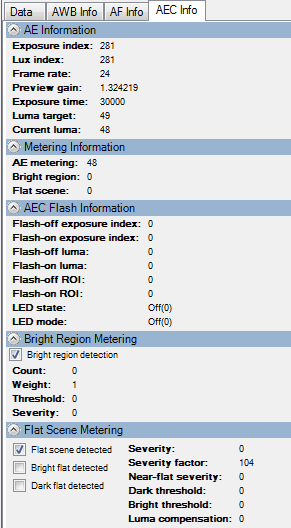 Data AWB Info AF Info AEC Info
AE Information
Exposure index: 281
Lux index: 281
Frame rate: 24
Preview gain: 1.324219
Exposure time: 30000
Luma target: 49
Current luma: 48
Metering Information
AE metering: 48
Bright region: 0
Flat scene: 0
AEC Flash Information
Flash-off exposure index: 0
Flash-on exposure index: 0
Flash-off luma: 0
Flash-on luma: 0
Flash-off ROI: 0
Flash-on ROI: 0
LED state: Off(0)
LED mode: Off(0)
Bright Region Metering
Bright region detection
Count: 0
Weight: 1
Threshold: 0
Severity: 0
Flat Scene Metering
Flat scene detected Severity: 0
Severity factor: 104
Bright flat detected Near-flat severity: 0
Dark flat detected Dark threshold: 0
Bright threshold: 0
Luma compensation: 0